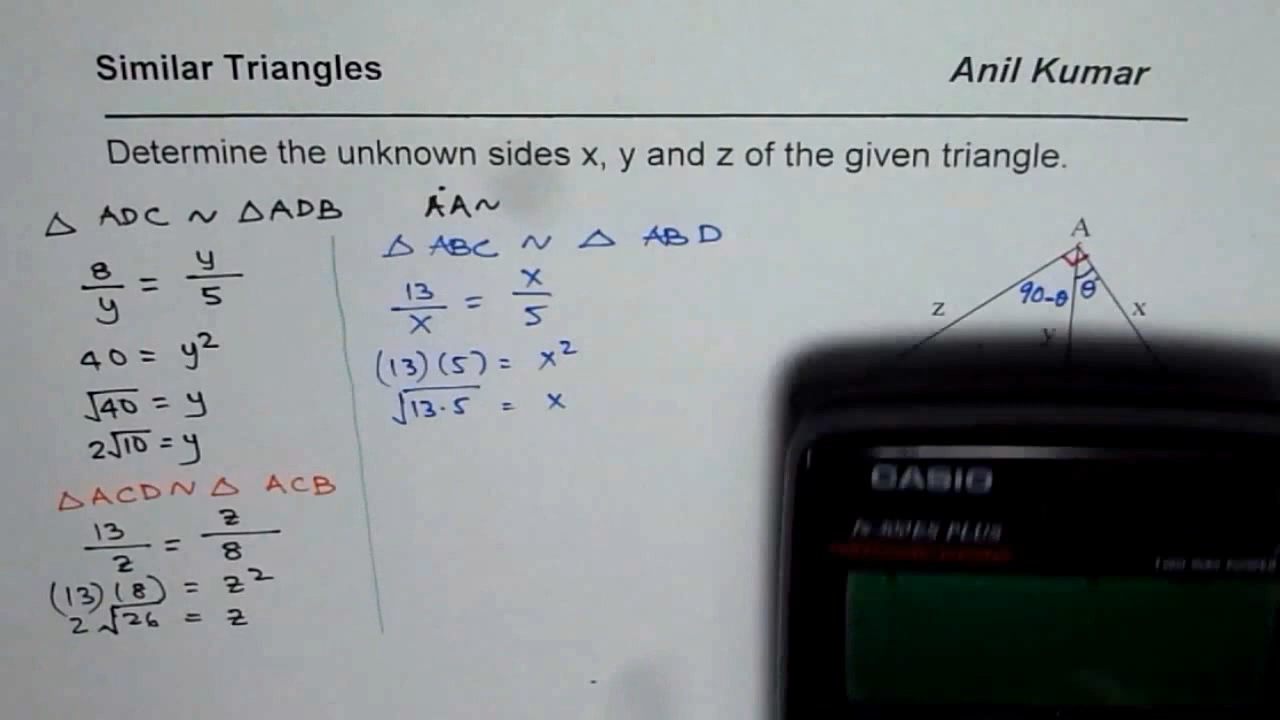 Similar Triangles
Anil Kumar
Determine the unknown sides x, y and z of the given triangle.
△ ADC ~ △ADB
8/y = y/5
40 = y²
√40 = y
2√10 = y
△ACD ~ △ ACB
13/z = z/8
(13)(8) = z²
2√26 = z
AA~
△ ABC ~ △ ABD
13/x = x/5
(13)(5) = x²
√13·5 = x
A
90-θ θ
z
x
y
CASIO
PLUS